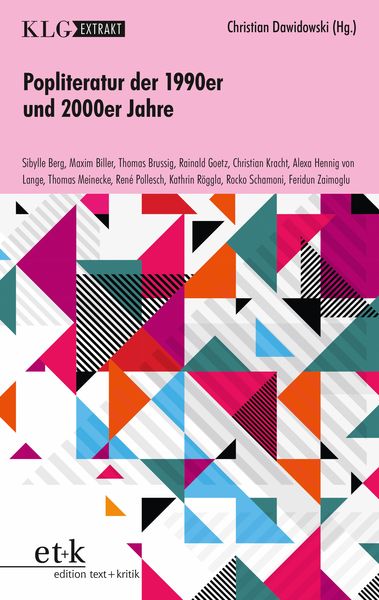 KLG EXTRAKT
Christian Dawidowski (Hg.)
Popliteratur der 1990er
und 2000er Jahre
Sibylle Berg, Maxim Biller, Thomas Brussig, Rainald Goetz, Christian Kracht, Alexa Hennig von
Lange, Thomas Meinecke, René Pollesch, Kathrin Röggla, Rocko Schamoni, Feridun Zaimoglu
et+k
edition text+kritik